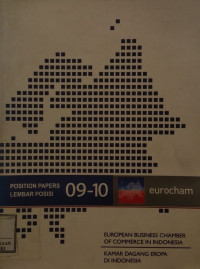 POSITION PAPERS
LEMBAR POSISI
09-10
eurocham
EUROPEAN BUSINESS CHAMBER
OF COMMERCE IN INDONESIA
KAMAR DAGANG EROPA
DI INDONESIA